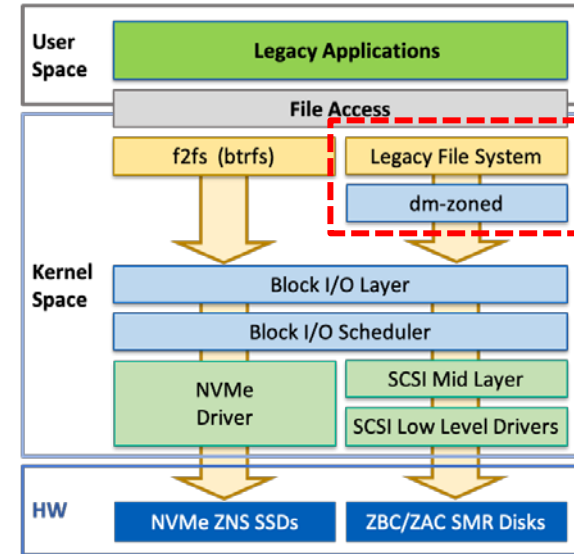 User
Space
Legacy Applications
File Access
f2fs (btrfs)
Legacy File System
dm-zoned
Kernel
Space
Block I/O Layer
Block I/O Scheduler
NVMe
Driver
SCSI Mid Layer
SCSI Low Level Drivers
HW
NVMe ZNS SSDs
ZBC/ZAC SMR Disks